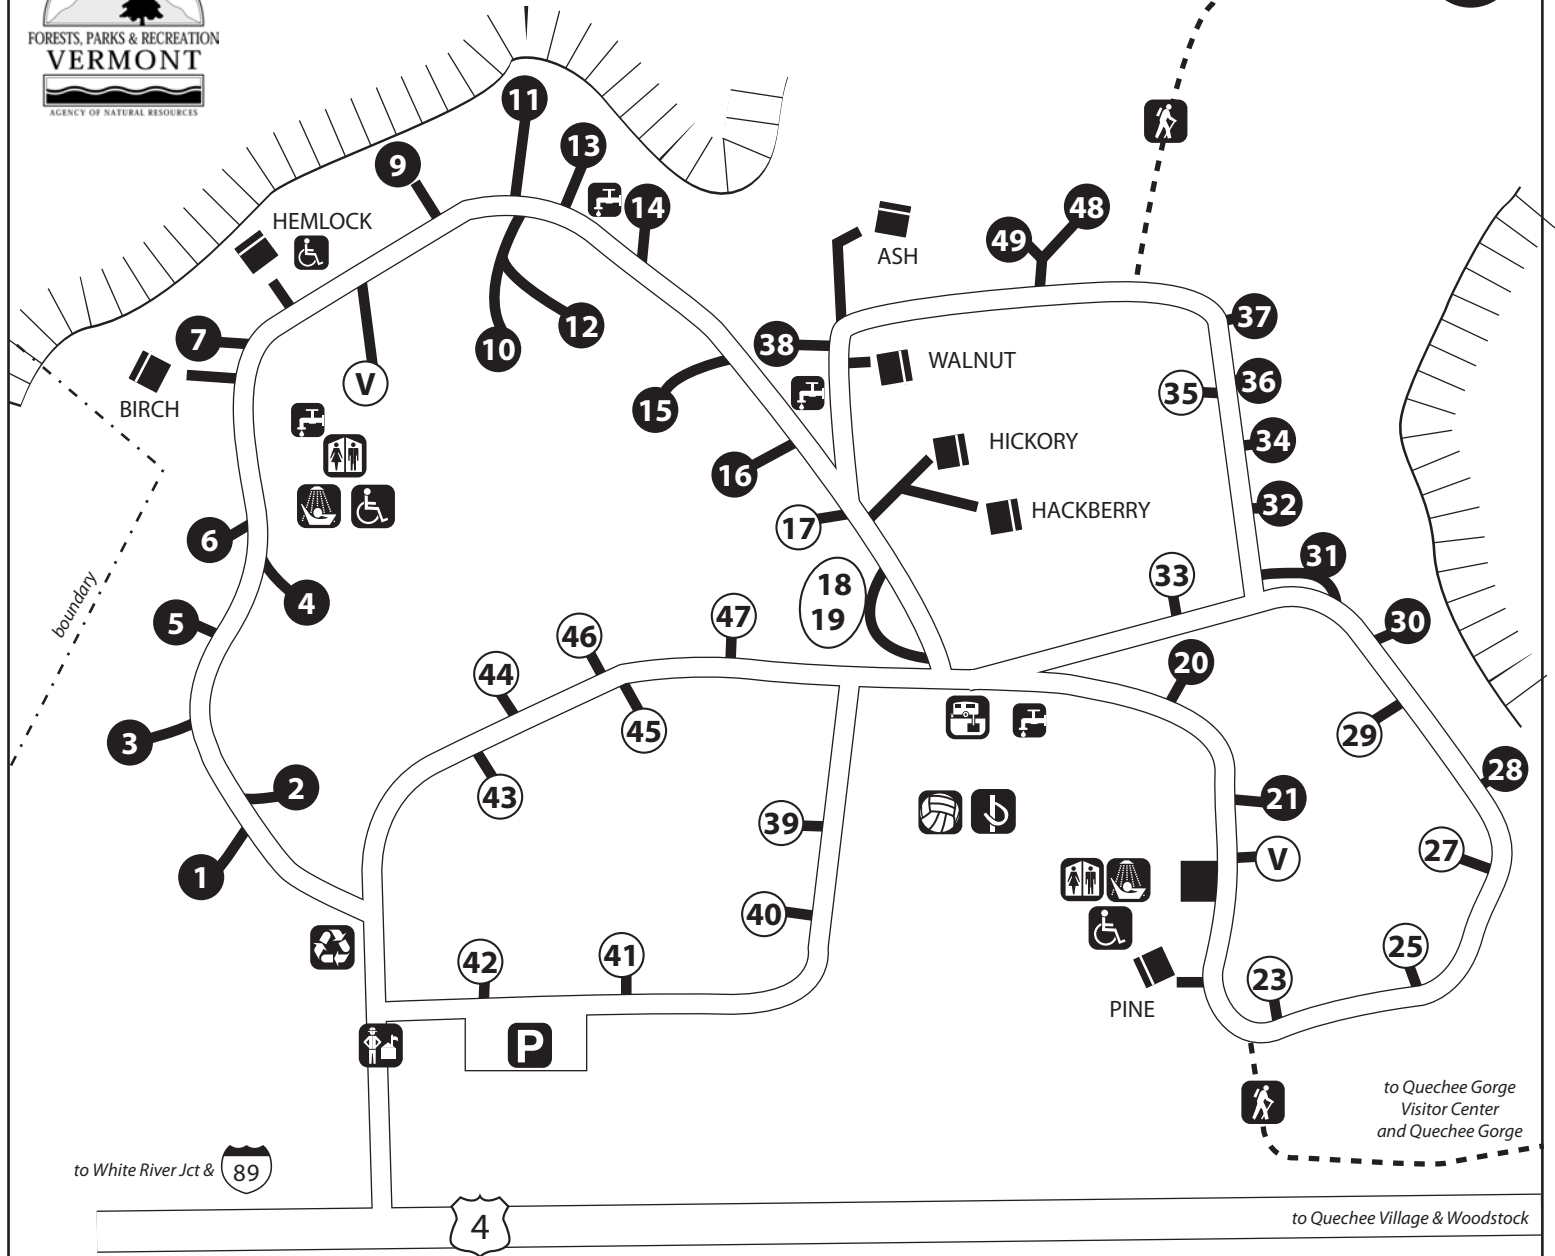 FORESTS, PARKS & RECREATION
VERMONT
AGENCY OF NATURAL RESOURCES
11
13
9
14
HEMLOCK
48
49
ASH
7
10
12
38
37
V
BIRCH
WALNUT
15
35
36
16
HICKORY
34
17
HACKBERRY
32
6
4
5
boundary
18
19
33
31
47
46
44
45
30
20
3
29
43
2
28
39
21
1
V
27
40
42
41
25
23
PINE
P
to Quechee Gorge
Visitor Center
and Quechee Gorge
to White River Jct &
89
4
to Quechee Village & Woodstock